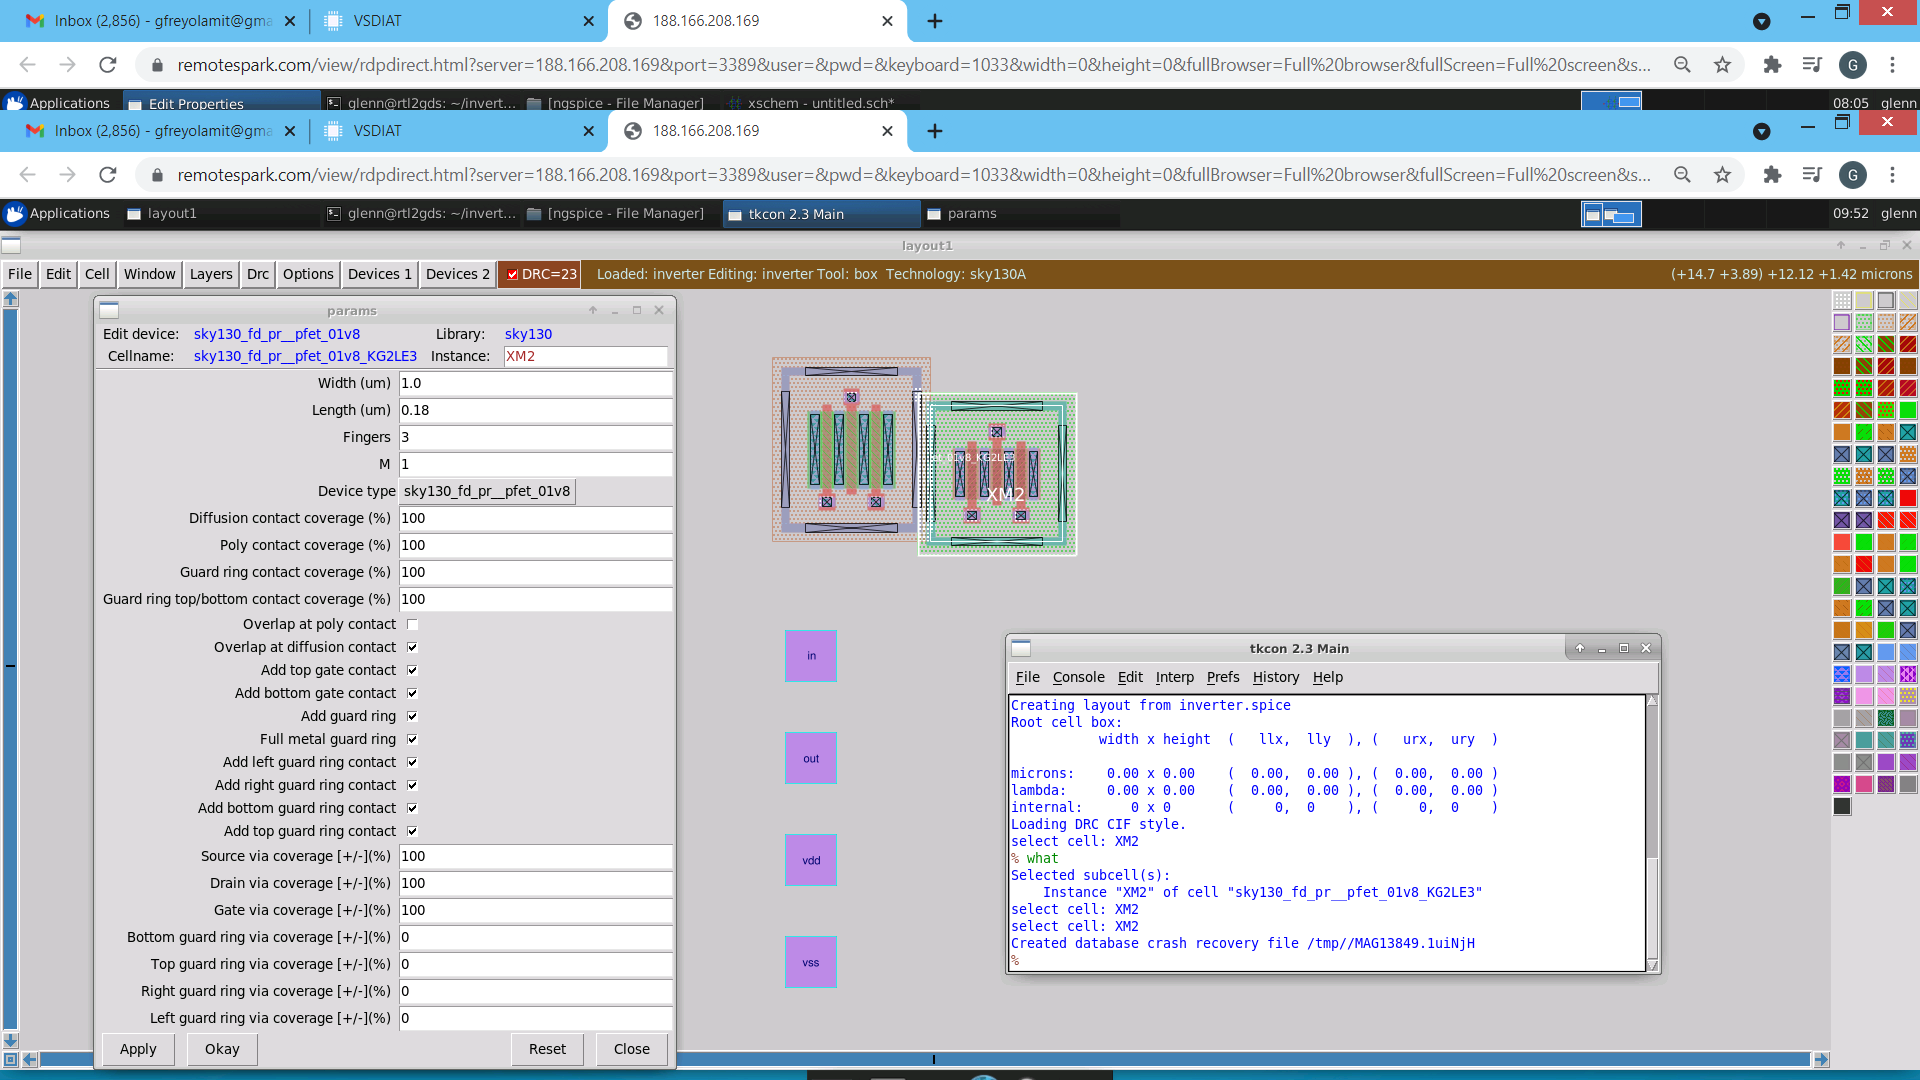 Inbox (2,856) - gfreyolamit@gma
VSDIAT
188.166.208.169
remotespark.com/view/rdpdirect.html?server=188.166.208.169&port=3389&user=&pwd=&keyboard=1033&width=0&height=0&fullBrowser=Full%20browser&fullScreen=Full%20screen&s...
G
Applications
Edit Properties
glenn@rtl2gds: ~/invert...
[ngspice - File Manager]
xschem - untitled.sch*
08:05 glenn
Inbox (2,856) - gfreyolamit@gma
VSDIAT
188.166.208.169
remotespark.com/view/rdpdirect.html?server=188.166.208.169&port=3389&user=&pwd=&keyboard=1033&width=0&height=0&fullBrowser=Full%20browser&fullScreen=Full%20screen&s...
G
Applications
layout1
glenn@rtl2gds: ~/invert...
[ngspice - File Manager]
tkcon 2.3 Main
params
09:52 glenn
layout1
File Edit Cell Window Layers Drc Options Devices 1 Devices 2 DRC=23 Loaded: inverter Editing: inverter Tool: box Technology: sky130A (+14.7 +3.89) +12.12 +1.42 microns
params
Edit device: sky130_fd_pr__pfet_01v8 Library: sky130
Cellname: sky130_fd_pr__pfet_01v8_KG2LE3 Instance: XM2
Width (um) 1.0
Length (um) 0.18
Fingers 3
M 1
Device type sky130_fd_pr__pfet_01v8
Diffusion contact coverage (%) 100
Poly contact coverage (%) 100
Guard ring contact coverage (%) 100
Guard ring top/bottom contact coverage (%) 100
Overlap at poly contact
Overlap at diffusion contact
Add top gate contact
Add bottom gate contact
Add guard ring
Full metal guard ring
Add left guard ring contact
Add right guard ring contact
Add bottom guard ring contact
Add top guard ring contact
Source via coverage [+/-](%) 100
Drain via coverage [+/-](%) 100
Gate via coverage [+/-](%) 100
Bottom guard ring via coverage [+/-](%) 0
Top guard ring via coverage [+/-](%) 0
Right guard ring via coverage [+/-](%) 0
Left guard ring via coverage [+/-](%) 0
Apply Okay Reset Close
01v8_KG2LE3
XM2
in
out
vdd
vss
tkcon 2.3 Main
File Console Edit Interp Prefs History Help
Creating layout from inverter.spice
Root cell box:
width x height ( llx, lly ), ( urx, ury )
microns: 0.00 x 0.00 ( 0.00, 0.00 ), ( 0.00, 0.00 )
lambda: 0.00 x 0.00 ( 0.00, 0.00 ), ( 0.00, 0.00 )
internal: 0 x 0 ( 0, 0 ), ( 0, 0 )
Loading DRC CIF style.
select cell: XM2
% what
Selected subcell(s):
Instance "XM2" of cell "sky130_fd_pr__pfet_01v8_KG2LE3"
select cell: XM2
select cell: XM2
Created database crash recovery file /tmp//MAG13849.1uiNjH
%